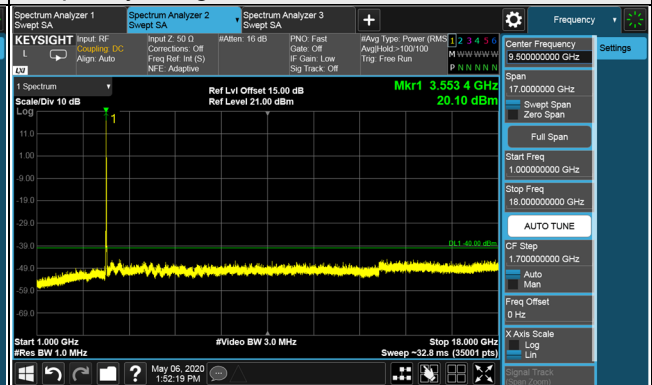 Spectrum Analyzer 1
Swept SA
Spectrum Analyzer 2
Swept SA
Spectrum Analyzer 3
Swept SA
Frequency
KEYSIGHT
Input: RF
Coupling: DC
Align: Auto
Input Z: 50 Ω
Corrections: Off
Freq Ref: Int (S)
NFE: Adaptive
#Atten: 16 dB
PNO: Fast
Gate: Off
IF Gain: Low
Sig Track: Off
#Avg Type: Power (RMS
Avg|Hold:>100/100
Trig: Free Run
1 2 3 4 5 6
M W W W W W
P N N N N N
L
LXI
Center Frequency
9.500000000 GHz
Settings
Span
17.0000000 GHz
Swept Span
Zero Span
Full Span
Start Freq
1.000000000 GHz
Stop Freq
18.000000000 GHz
AUTO TUNE
CF Step
1.700000000 GHz
Auto
Man
Freq Offset
0 Hz
X Axis Scale
Log
Lin
Signal Track
(Span Zoom)
1 Spectrum
Scale/Div 10 dB
Log
Ref Lvl Offset 15.00 dB
Ref Level 21.00 dBm
Mkr1 3.553 4 GHz
20.10 dBm
1
11.0
1.00
-9.00
-19.0
-29.0
-39.0
DL1 -40.00 dBm
-49.0
-59.0
-69.0
Start 1.000 GHz
#Res BW 1.0 MHz
#Video BW 3.0 MHz
Stop 18.000 GHz
Sweep ~32.8 ms (35001 pts)
?
May 06, 2020
1:52:19 PM